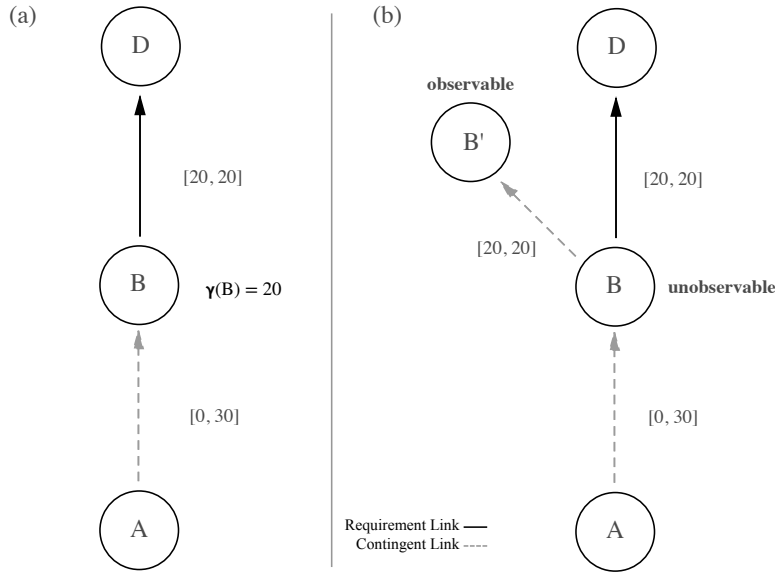 (a)
D
[20, 20]
B
γ(B) = 20
[0, 30]
A
(b)
D
observable
B'
[20, 20]
[20, 20]
B
unobservable
[0, 30]
A
Requirement Link
Contingent Link